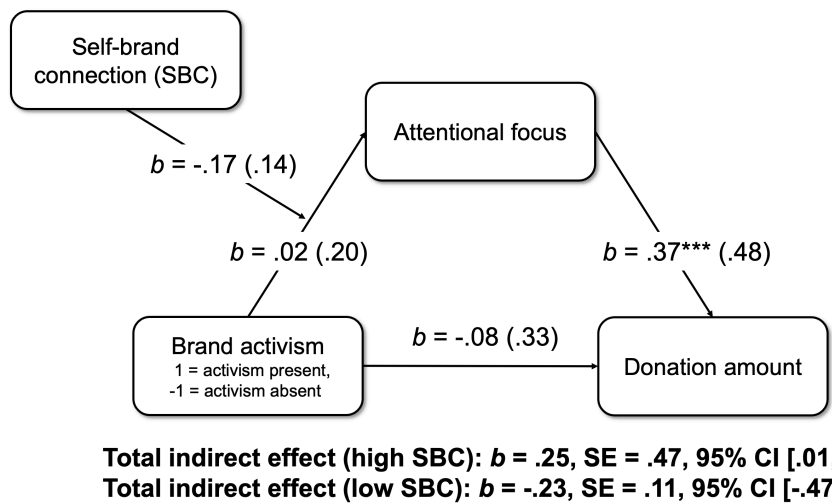 Self-brand
connection (SBC)
Attentional focus
b = -.17 (.14)
b = .02 (.20)
b = .37*** (.48)
Brand activism
1 = activism present,
-1 = activism absent
b = -.08 (.33)
Donation amount
Total indirect effect (high SBC): b = .25, SE = .47, 95% CI [.01
Total indirect effect (low SBC): b = -.23, SE = .11, 95% CI [-.47